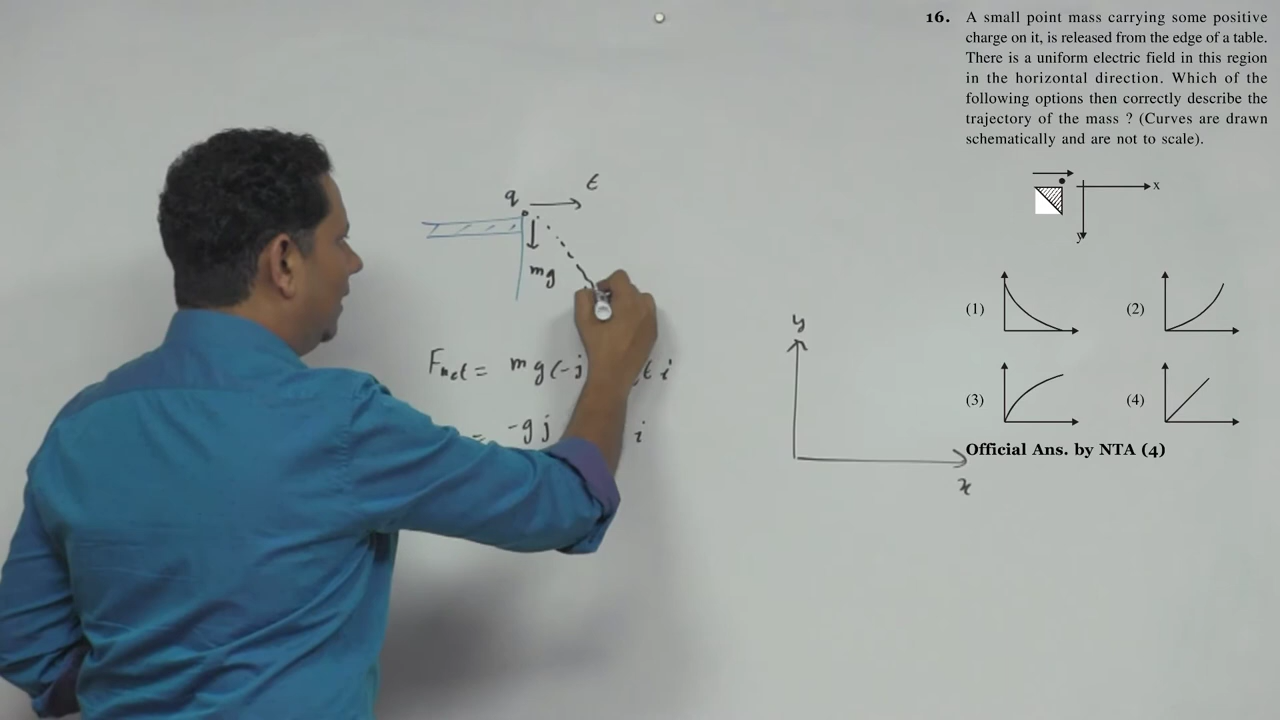 16. A small point mass carrying some positive
charge on it, is released from the edge of a table.
There is a uniform electric field in this region
in the horizontal direction. Which of the
following options then correctly describe the
trajectory of the mass ? (Curves are drawn
schematically and are not to scale).
x
y
(1)
(2)
(3)
(4)
Official Ans. by NTA (4)
q
E
mg
Fnet = mg(-j
E i
= -gj
i
y
x